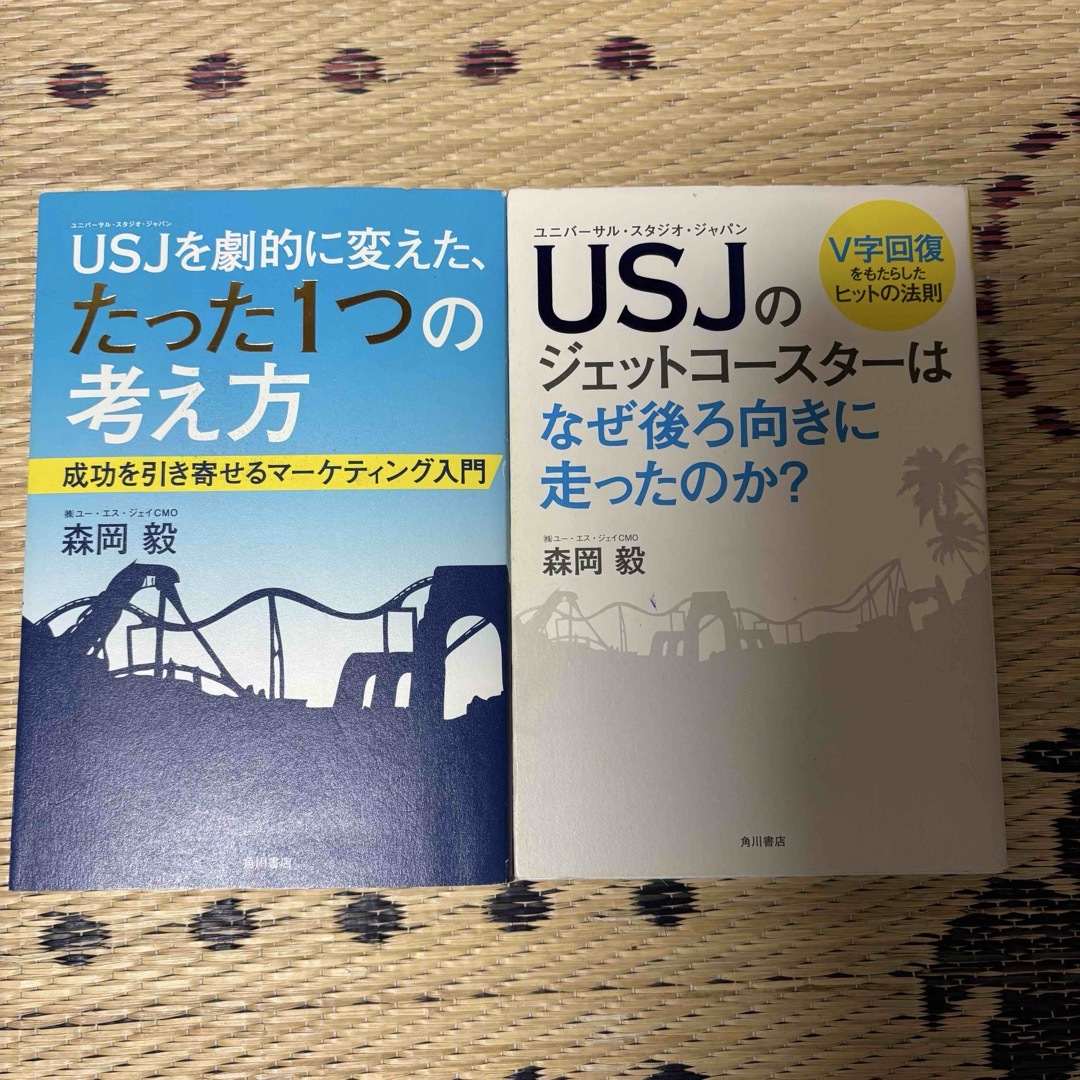 ユニバーサル・スタジオ・ジャパン
USJを劇的に変えた、
たった1つの
考え方
成功を引き寄せるマーケティング入門
㈱ユー・エス・ジェイCMO
森岡 毅
角川書店
ユニバーサル・スタジオ・ジャパン
USJの
ジェットコースターは
なぜ後ろ向きに
走ったのか?
V字回復
をもたらした
ヒットの法則
㈱ユー・エス・ジェイCMO
森岡 毅
角川書店